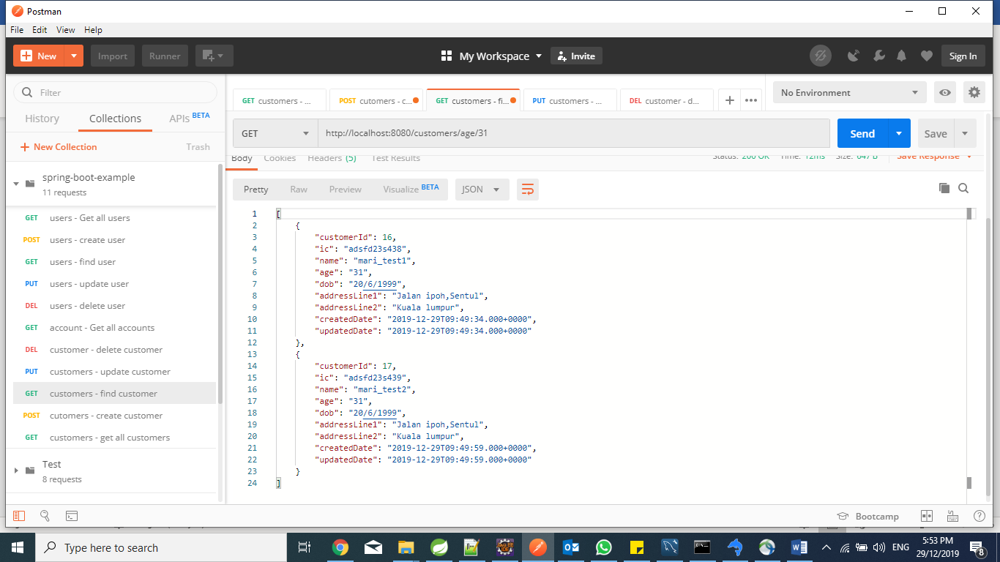 Postman
File Edit View Help
New Import Runner My Workspace Invite Sign In
Filter
History Collections APIs BETA
New Collection Trash
spring-boot-example
11 requests
GET users - Get all users
POST users - create user
GET users - find user
PUT users - update user
DEL users - delete user
GET account - Get all accounts
DEL customer - delete customer
PUT customers - update customer
GET customers - find customer
POST cutomers - create customer
GET customers - get all customers
Test
8 requests
GET customers - ... POST cutomers - c... GET customers - fi... PUT customers - ... DEL customer - d... No Environment
GET http://localhost:8080/customers/age/31 Send Save
Body Cookies Headers (5) Test Results Status: 200 OK Time: 12ms Size: 647 B Save Response
Pretty Raw Preview Visualize BETA JSON
1 [
2 {
3 "customerId": 16,
4 "ic": "adsfd23s438",
5 "name": "mari_test1",
6 "age": "31",
7 "dob": "20/6/1999",
8 "addressLine1": "Jalan ipoh,Sentul",
9 "addressLine2": "Kuala lumpur",
10 "createdDate": "2019-12-29T09:49:34.000+0000",
11 "updatedDate": "2019-12-29T09:49:34.000+0000"
12 },
13 {
14 "customerId": 17,
15 "ic": "adsfd23s439",
16 "name": "mari_test2",
17 "age": "31",
18 "dob": "20/6/1999",
19 "addressLine1": "Jalan ipoh,Sentul",
20 "addressLine2": "Kuala lumpur",
21 "createdDate": "2019-12-29T09:49:59.000+0000",
22 "updatedDate": "2019-12-29T09:49:59.000+0000"
23 }
24 ]
Bootcamp
Type here to search ENG 5:53 PM
29/12/2019 8